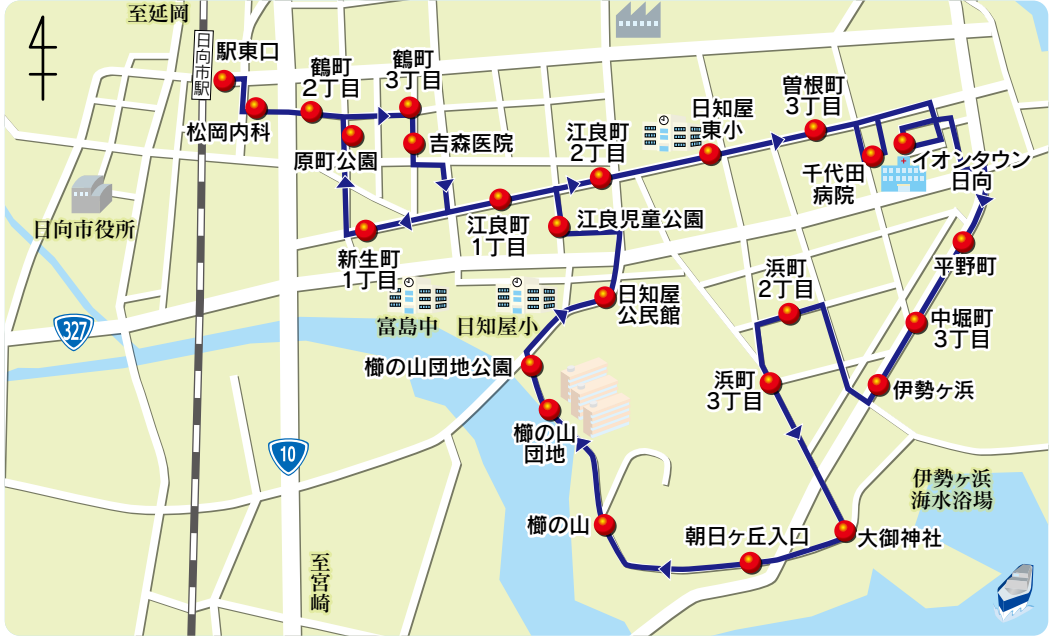 至延岡
日向市駅
駅東口
松岡内科
鶴町
2丁目
鶴町
3丁目
原町公園
吉森医院
日知屋
東小
曽根町
3丁目
江良町
2丁目
千代田
病院
イオンタウン
日向
日向市役所
新生町
1丁目
江良町
1丁目
江良児童公園
平野町
浜町
2丁目
日知屋
公民館
富島中
日知屋小
中堀町
3丁目
327
櫛の山団地公園
浜町
3丁目
伊勢ヶ浜
櫛の山
団地
10
伊勢ヶ浜
海水浴場
櫛の山
朝日ヶ丘入口
大御神社
至宮崎